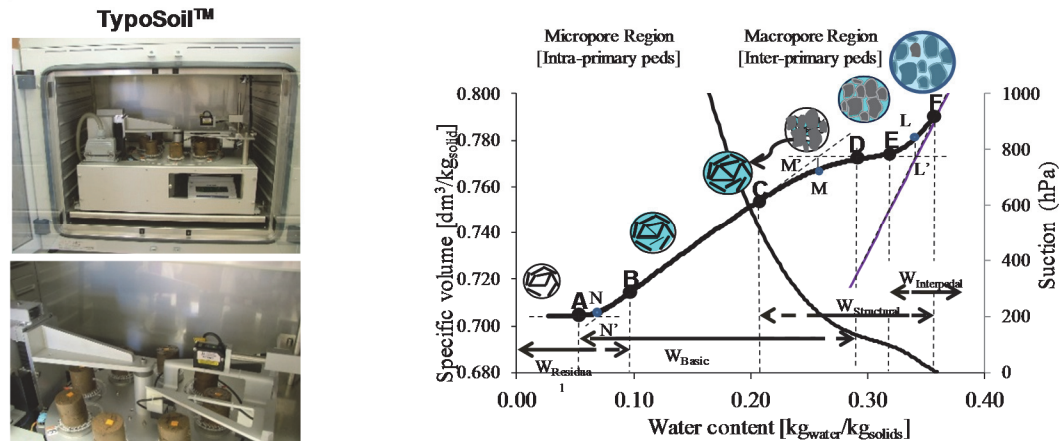 TypoSoil™
Micropore Region
[Intra-primary peds]
Macropore Region
[Inter-primary peds]
Specific volume [dm³/kg_solid]
0.800
0.780
0.760
0.740
0.720
0.700
0.680
A
N
N'
B
C
M'
M
D
E
L
L'
F
W_Interpedal
W_Structural
W_Basic
W_Residua
l
1000
800
600
400
200
0
Suction (hPa)
0.00 0.10 0.20 0.30 0.40
Water content [kg_water/kg_solids]